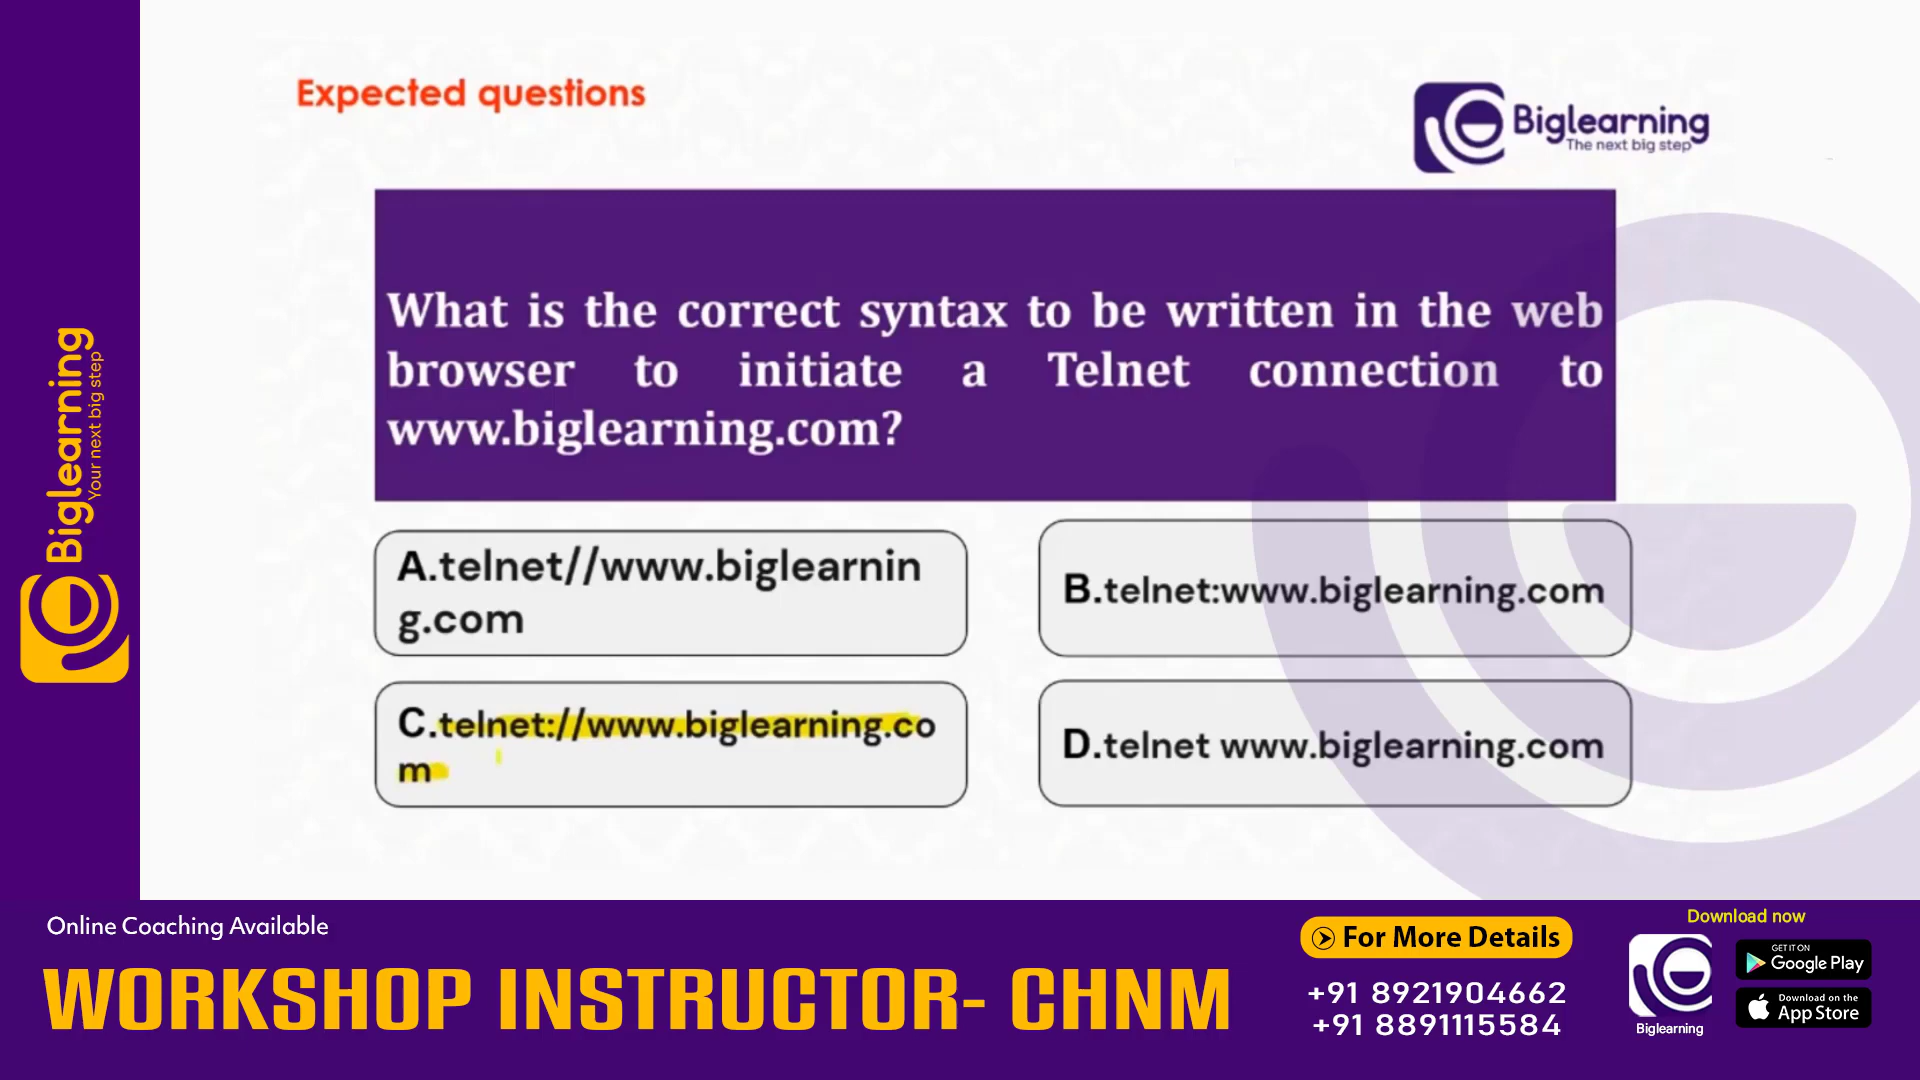 Expected questions
Biglearning
The next big step
What is the correct syntax to be written in the web
browser to initiate a Telnet connection to
www.biglearning.com?
A.telnet//www.biglearnin
g.com
B.telnet:www.biglearning.com
C.telnet://www.biglearning.co
m
D.telnet www.biglearning.com
Biglearning
Your next big step
Online Coaching Available
WORKSHOP INSTRUCTOR- CHNM
For More Details
+91 8921904662
+91 8891115584
Download now
Biglearning
GET IT ON
Google Play
Download on the
App Store